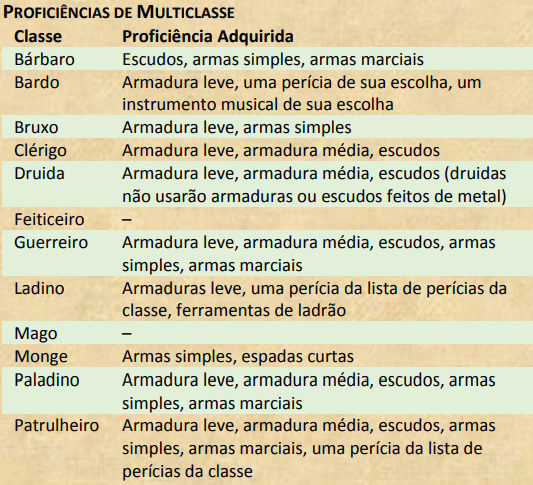 PROFICIÊNCIAS DE MULTICLASSE
Classe Proficiência Adquirida
Bárbaro Escudos, armas simples, armas marciais
Bardo Armadura leve, uma perícia de sua escolha, um
instrumento musical de sua escolha
Bruxo Armadura leve, armas simples
Clérigo Armadura leve, armadura média, escudos
Druida Armadura leve, armadura média, escudos (druidas
não usarão armaduras ou escudos feitos de metal)
Feiticeiro –
Guerreiro Armadura leve, armadura média, escudos, armas
simples, armas marciais
Ladino Armaduras leve, uma perícia da lista de perícias da
classe, ferramentas de ladrão
Mago –
Monge Armas simples, espadas curtas
Paladino Armadura leve, armadura média, escudos, armas
simples, armas marciais
Patrulheiro Armadura leve, armadura média, escudos, armas
simples, armas marciais, uma perícia da lista de
perícias da classe